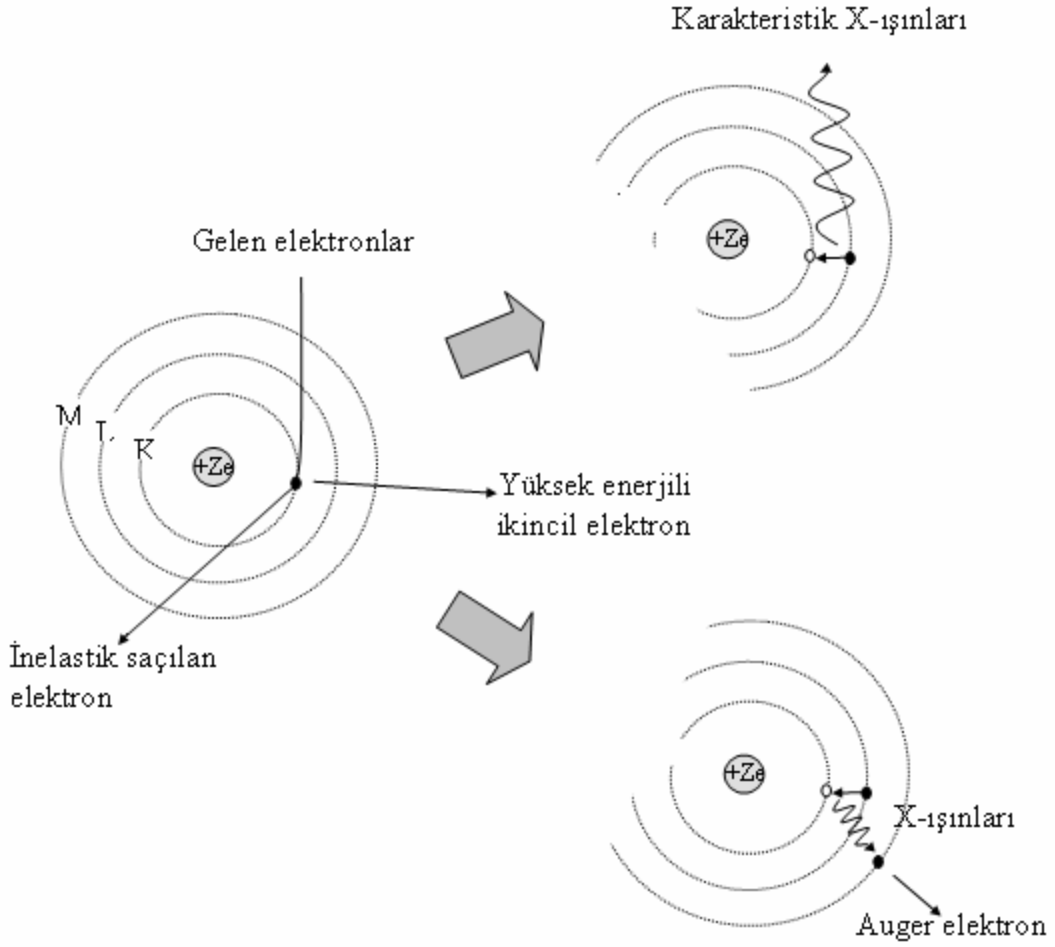 Karakteristik X-ışınları
+Ze
Gelen elektronlar
M
L
K
+Ze
Yüksek enerjili
ikincil elektron
İnelastik saçılan
elektron
+Ze
X-ışınları
Auger elektron